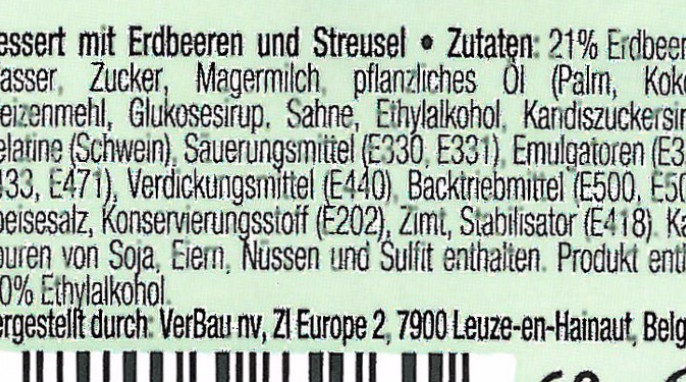 essert mit Erdbeeren und Streusel • Zutaten: 21% Erdbeer
asser, Zucker, Magermilch, pflanzliches Öl (Palm, Kok
eizenmehl, Glukosesirup, Sahne, Ethylalkohol, Kandiszuckersir
elatine (Schwein), Säuerungsmittel (E330, E331), Emulgatoren (E3
433, E471), Verdickungsmittel (E440), Backtriebmittel (E500, E50
peisesalz, Konservierungsstoff (E202), Zimt, Stabilisator (E418). Ka
puren von Soja, Eiern, Nüssen und Sulfit enthalten. Produkt enth
0% Ethylalkohol.
ergestellt durch: VerBau nv, ZI Europe 2, 7900 Leuze-en-Hainaut, Belg